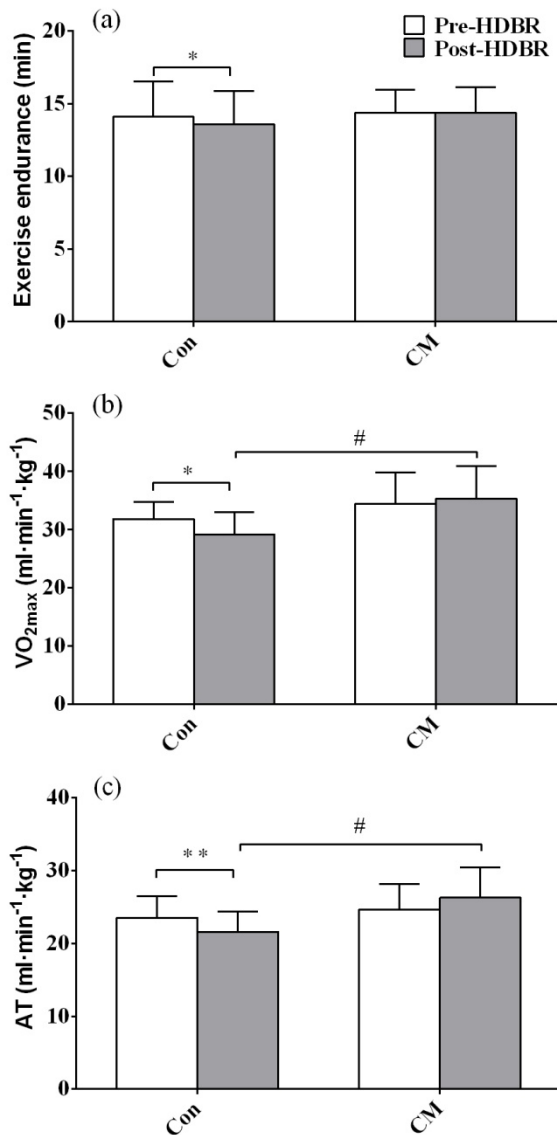 (a)
Pre-HDBR
Post-HDBR
Exercise endurance (min)
20
15
10
5
0
*
Con
CM
(b)
VO₂max (ml·min⁻¹·kg⁻¹)
50
40
30
20
10
0
*
#
Con
CM
(c)
AT (ml·min⁻¹·kg⁻¹)
40
30
20
10
0
**
#
Con
CM